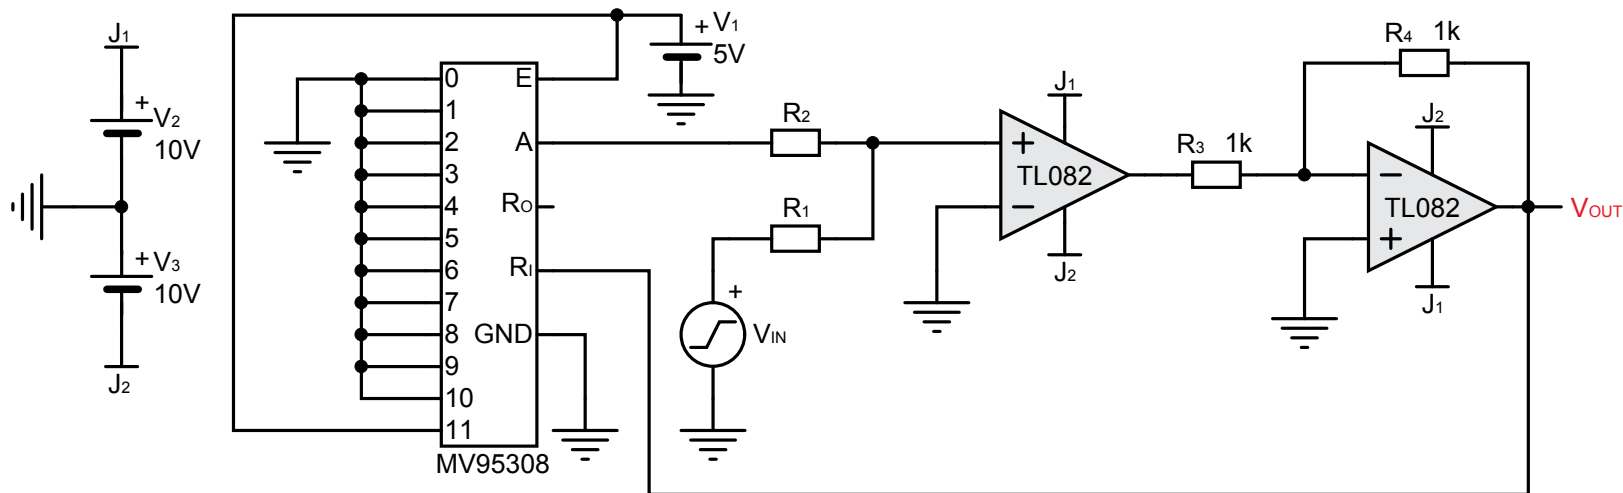 J1
+
V2
10V
+
V3
10V
J2
0
1
2
3
4
5
6
7
8
9
10
11
E
A
RO
RI
GND
MV95308
+
V1
5V
R2
R1
+
VIN
J1
+
TL082
−
J2
R3 1k
R4 1k
J2
−
TL082
+
J1
VOUT